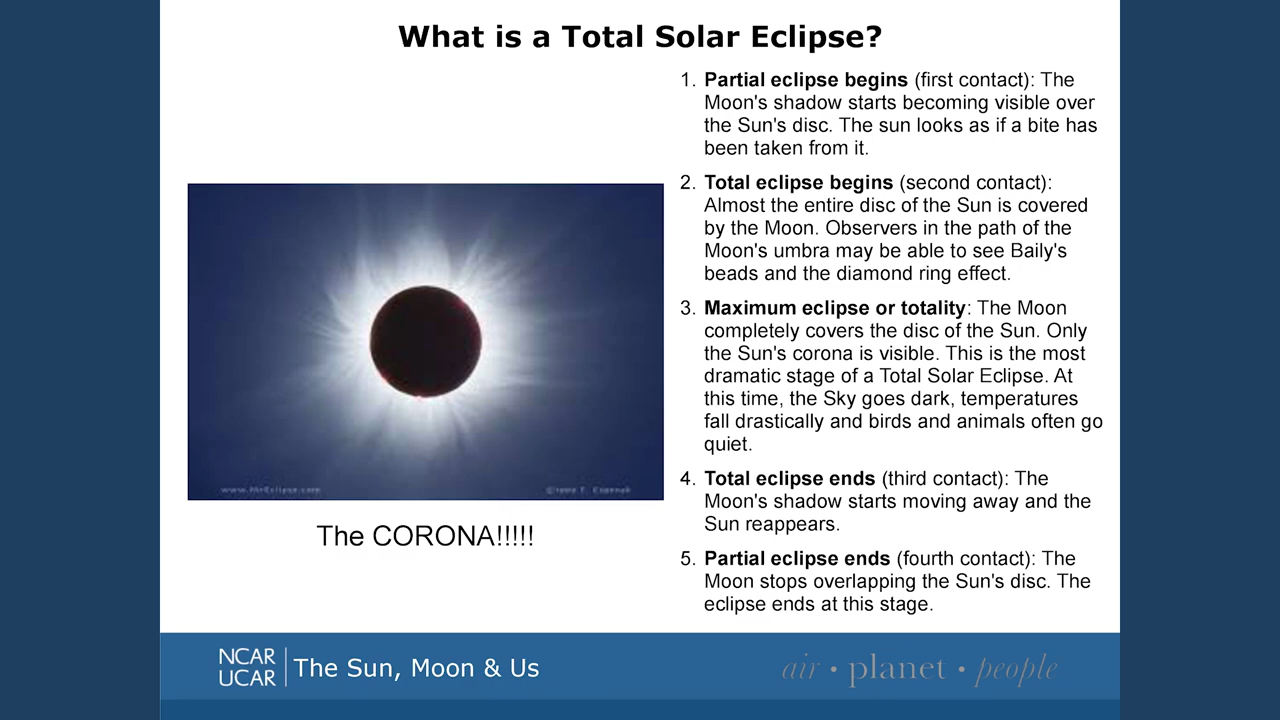 What is a Total Solar Eclipse?
1. Partial eclipse begins (first contact): The
Moon's shadow starts becoming visible over
the Sun's disc. The sun looks as if a bite has
been taken from it.
2. Total eclipse begins (second contact):
Almost the entire disc of the Sun is covered
by the Moon. Observers in the path of the
Moon's umbra may be able to see Baily's
beads and the diamond ring effect.
3. Maximum eclipse or totality: The Moon
completely covers the disc of the Sun. Only
the Sun's corona is visible. This is the most
dramatic stage of a Total Solar Eclipse. At
this time, the Sky goes dark, temperatures
fall drastically and birds and animals often go
quiet.
4. Total eclipse ends (third contact): The
Moon's shadow starts moving away and the
Sun reappears.
5. Partial eclipse ends (fourth contact): The
Moon stops overlapping the Sun's disc. The
eclipse ends at this stage.
www.MrEclipse.com
The CORONA!!!!!
NCAR
UCAR
The Sun, Moon & Us
air • planet • people